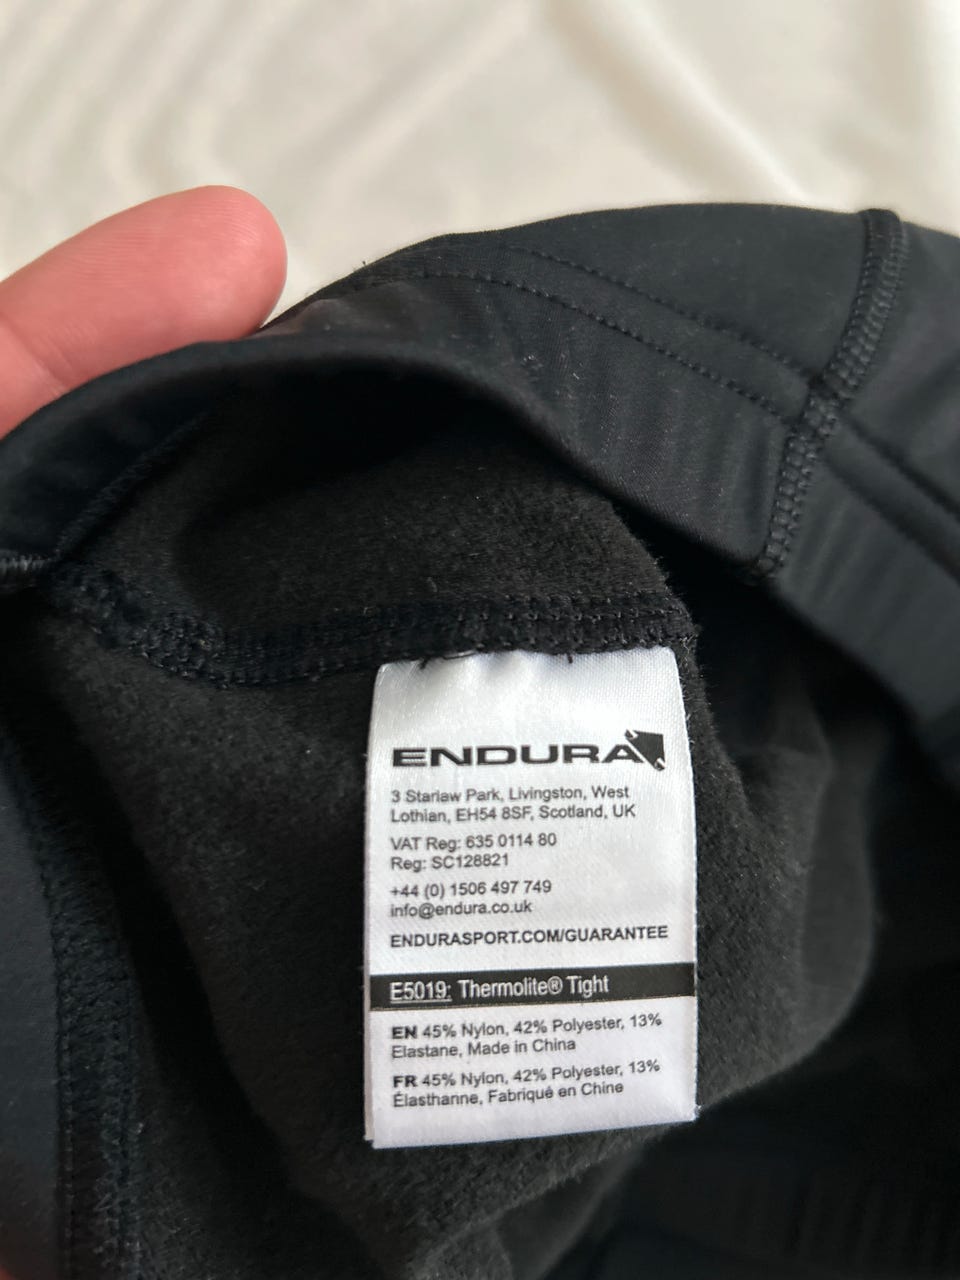 ENDURA
3 Starlaw Park, Livingston, West
Lothian, EH54 8SF, Scotland, UK
VAT Reg: 635 0114 80
Reg: SC128821
+44 (0) 1506 497 749
info@endura.co.uk
ENDURASPORT.COM/GUARANTEE
E5019: Thermolite® Tight
EN 45% Nylon, 42% Polyester, 13%
Elastane, Made in China
FR 45% Nylon, 42% Polyester, 13%
Élasthanne, Fabriqué en Chine